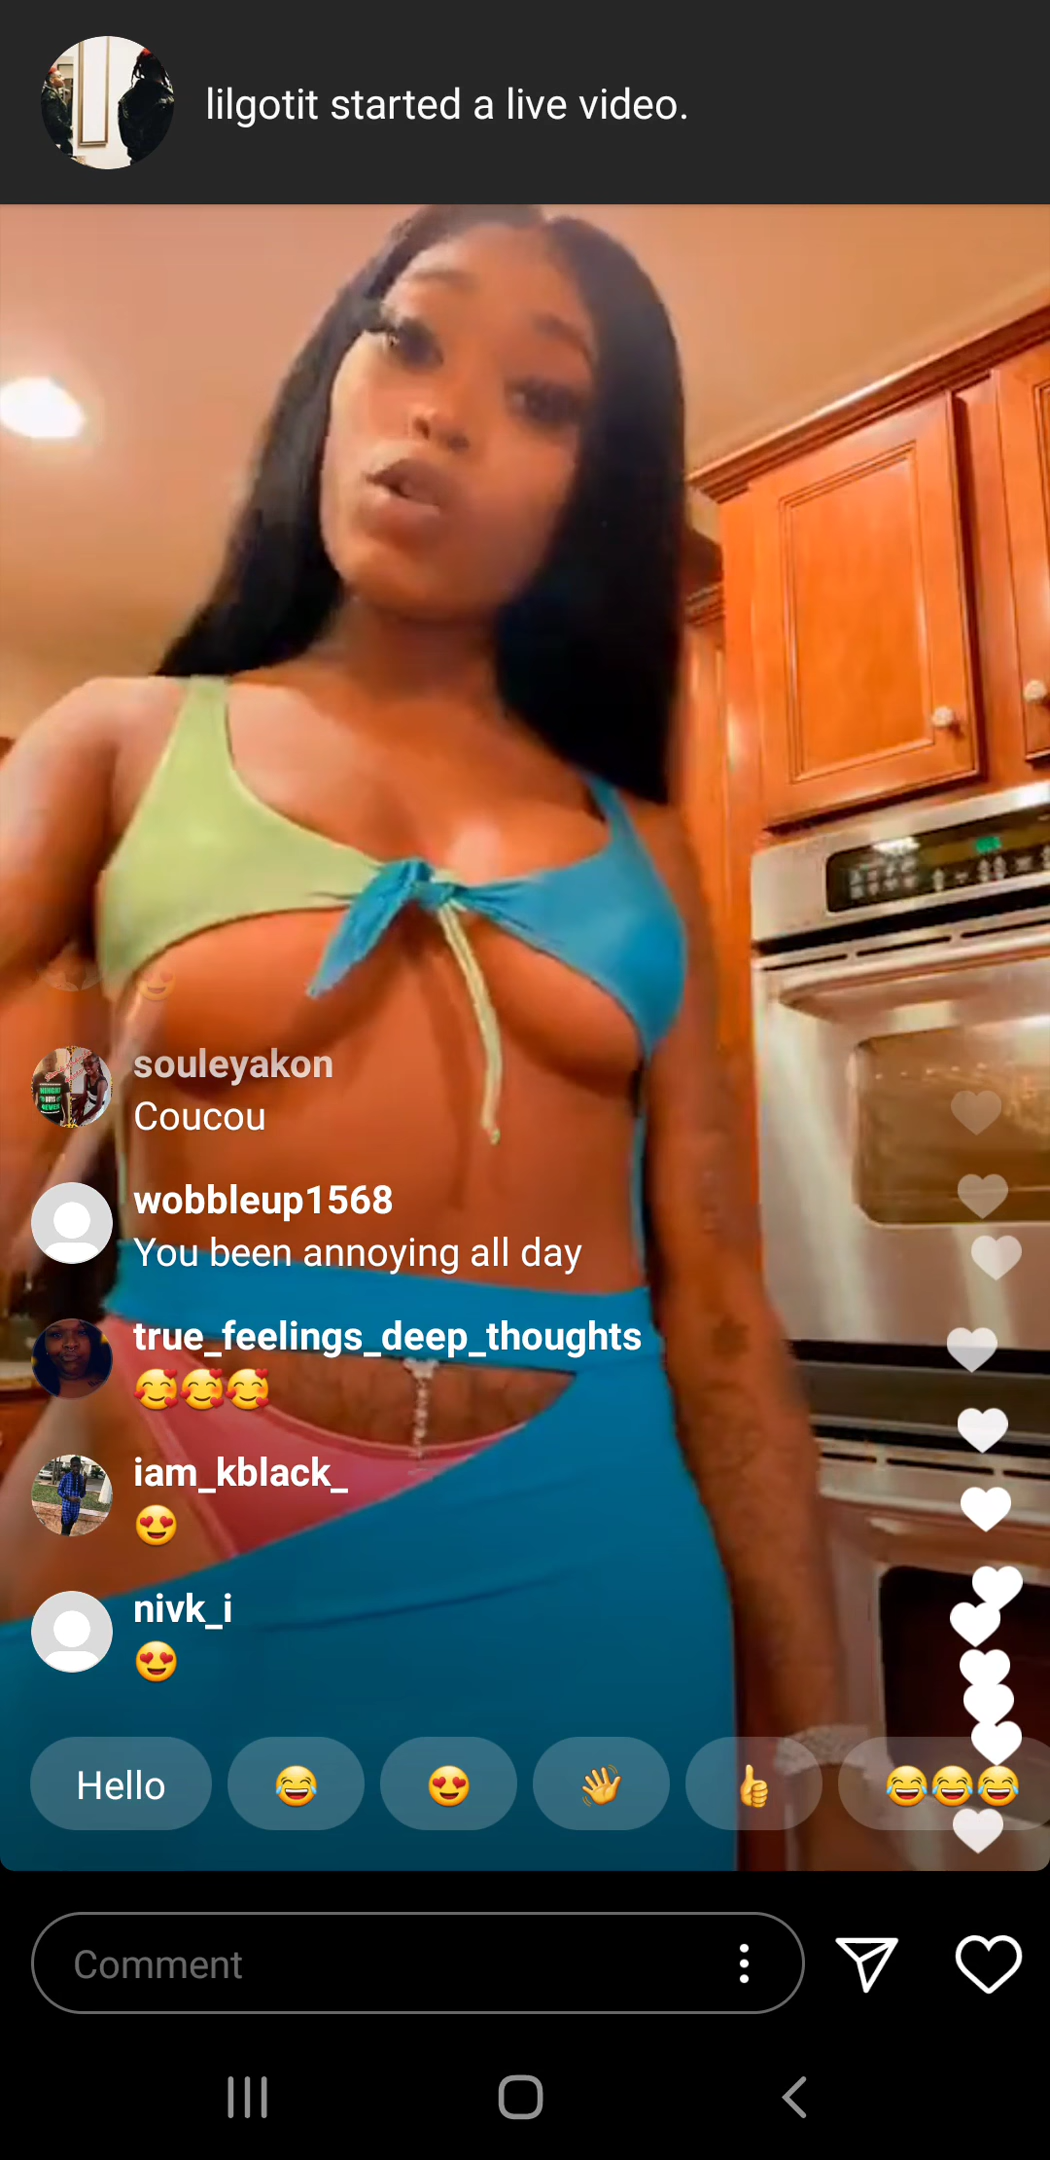 lilgotit started a live video.
souleyakon
Coucou
wobbleup1568
You been annoying all day
true_feelings_deep_thoughts
🥰🥰🥰
iam_kblack_
😍
nivk_i
😍
Hello 😂 😍 👋 👍 😂😂😂
Comment